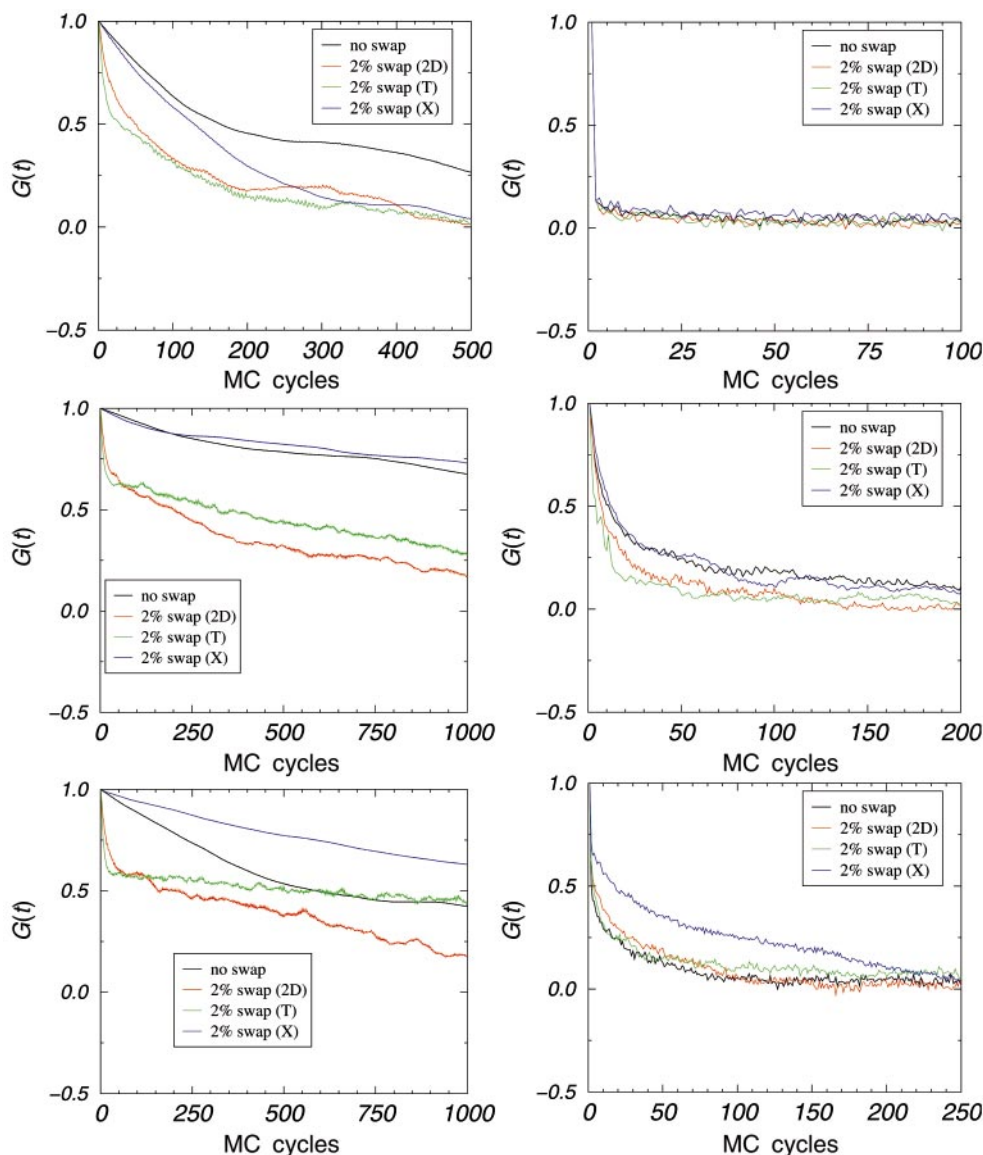 1.0
0.5
0.0
−0.5
G(t)
no swap
2% swap (2D)
2% swap (T)
2% swap (X)
0 100 200 300 400 500
MC cycles
1.0
0.5
0.0
−0.5
G(t)
no swap
2% swap (2D)
2% swap (T)
2% swap (X)
0 25 50 75 100
MC cycles
1.0
0.5
0.0
−0.5
G(t)
no swap
2% swap (2D)
2% swap (T)
2% swap (X)
0 250 500 750 1000
MC cycles
1.0
0.5
0.0
−0.5
G(t)
no swap
2% swap (2D)
2% swap (T)
2% swap (X)
0 50 100 150 200
MC cycles
1.0
0.5
0.0
−0.5
G(t)
no swap
2% swap (2D)
2% swap (T)
2% swap (X)
0 250 500 750 1000
MC cycles
1.0
0.5
0.0
−0.5
G(t)
no swap
2% swap (2D)
2% swap (T)
2% swap (X)
0 50 100 150 200 250
MC cycles